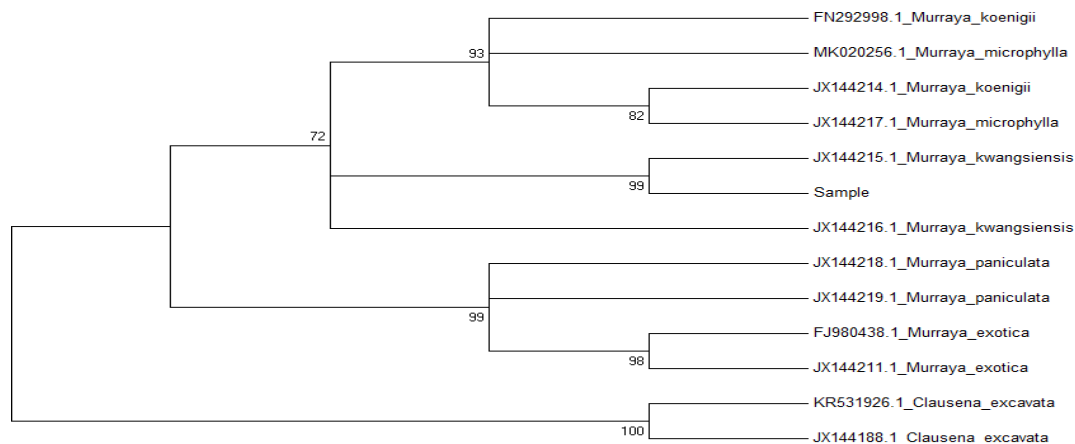 FN292998.1_Murraya_koenigii
93
MK020256.1_Murraya_microphylla
JX144214.1_Murraya_koenigii
82
JX144217.1_Murraya_microphylla
72
JX144215.1_Murraya_kwangsiensis
99
Sample
JX144216.1_Murraya_kwangsiensis
JX144218.1_Murraya_paniculata
JX144219.1_Murraya_paniculata
99
FJ980438.1_Murraya_exotica
98
JX144211.1_Murraya_exotica
KR531926.1_Clausena_excavata
100
JX144188.1_Clausena_excavata